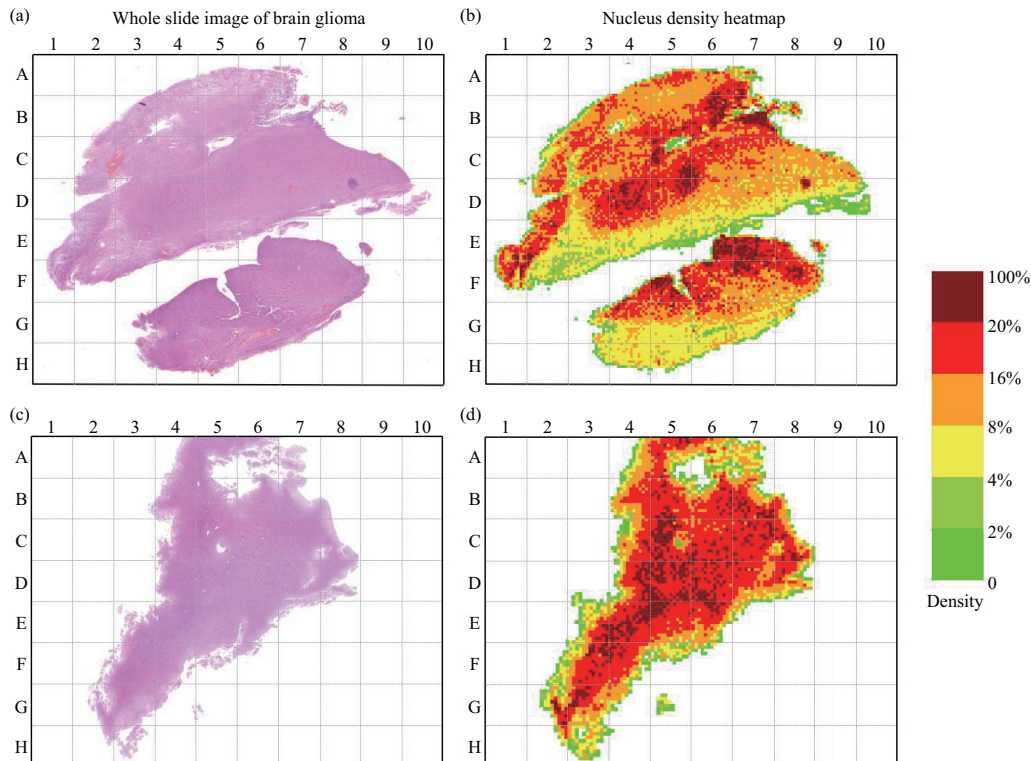 (a) Whole slide image of brain glioma
1 2 3 4 5 6 7 8 9 10
A
B
C
D
E
F
G
H
(b) Nucleus density heatmap
1 2 3 4 5 6 7 8 9 10
A
B
C
D
E
F
G
H
(c)
1 2 3 4 5 6 7 8 9 10
A
B
C
D
E
F
G
H
(d)
1 2 3 4 5 6 7 8 9 10
A
B
C
D
E
F
G
H
100%
20%
16%
8%
4%
2%
0
Density